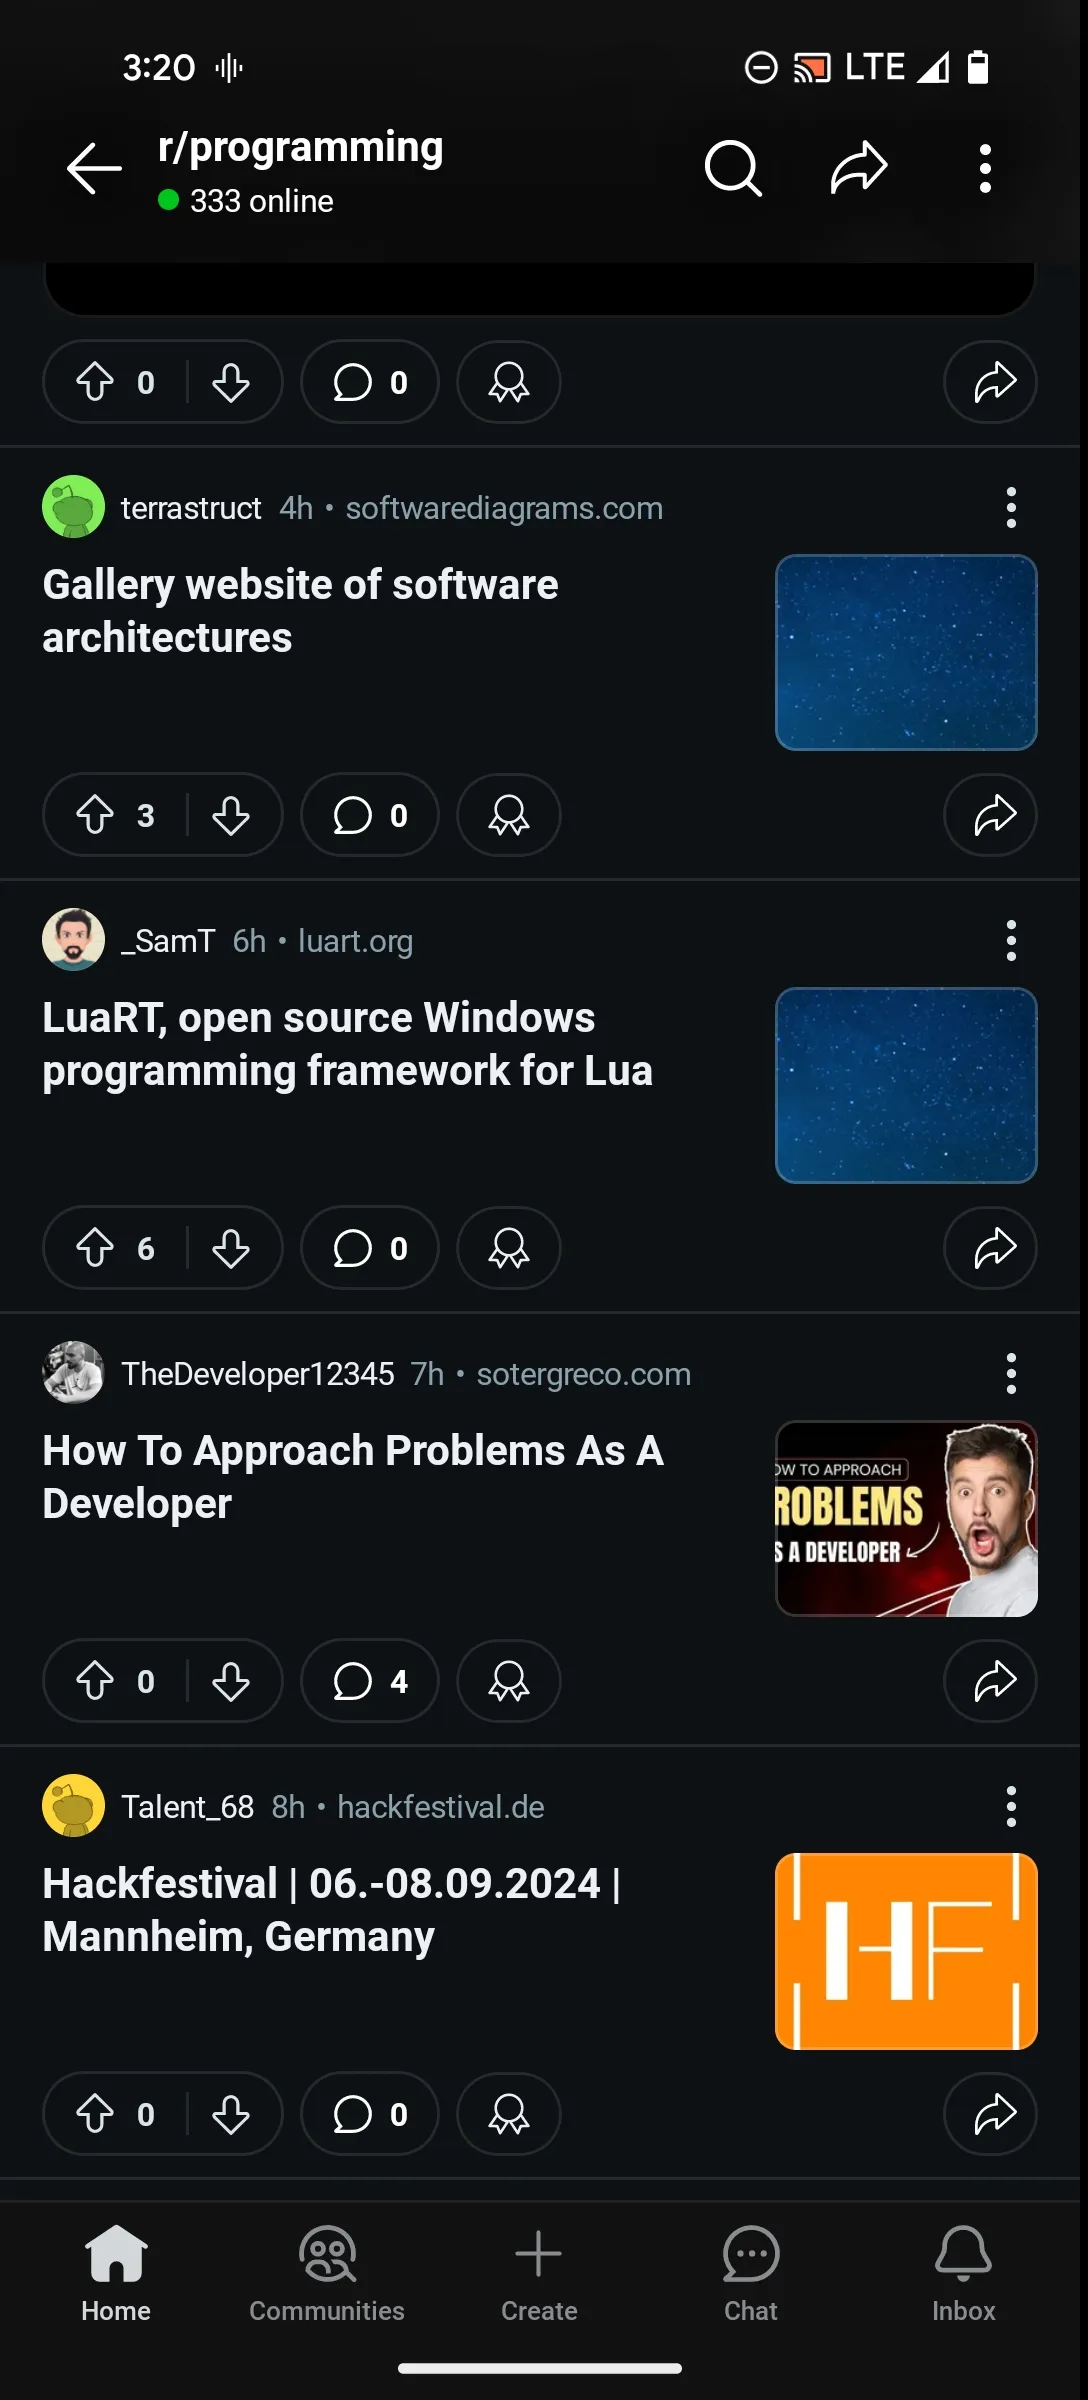 3:20 LTE
r/programming
333 online
0 0
terrastruct 4h • softwarediagrams.com
Gallery website of software
architectures
3 0
_SamT 6h • luart.org
LuaRT, open source Windows
programming framework for Lua
6 0
TheDeveloper12345 7h • sotergreco.com
How To Approach Problems As A
Developer
OW TO APPROACH
ROBLEMS
S A DEVELOPER
0 4
Talent_68 8h • hackfestival.de
Hackfestival | 06.-08.09.2024 |
Mannheim, Germany
HF
0 0
Home Communities Create Chat Inbox